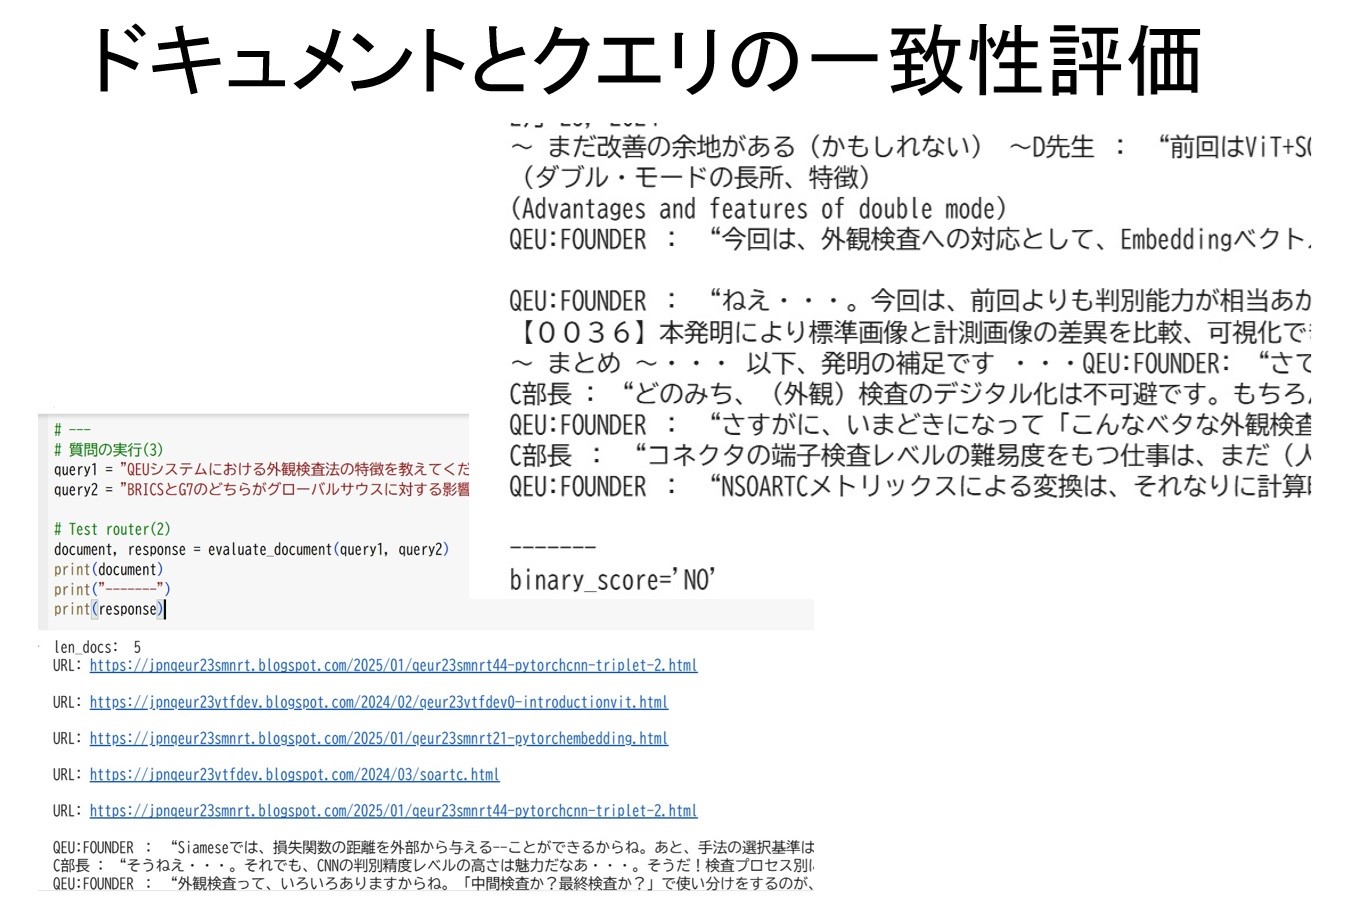 ドキュメントとクエリの一致性評価
～ まだ改善の余地がある（かもしれない） ～D先生 ： “前回はViT+SO
（ダブル・モードの長所、特徴）
(Advantages and features of double mode)
QEU:FOUNDER ： “今回は、外観検査への対応として、Embeddingベクト
QEU:FOUNDER ： “ねえ・・・。今回は、前回よりも判別能力が相当あか
【００３６】本発明により標準画像と計測画像の差異を比較、可視化で
～ まとめ ～・・・ 以下、発明の補足です ・・・QEU:FOUNDER: “さて
C部長 : “どのみち、（外観）検査のデジタル化は不可避です。もちろ
QEU:FOUNDER ： “さすがに、いまどきになって「こんなベタな外観検査
C部長 ： “コネクタの端子検査レベルの難易度をもつ仕事は、まだ（人
QEU:FOUNDER ： “NSOARTCメトリックスによる変換は、それなりに計算
-------
binary_score='NO'
# ---
# 質問の実行(3)
query1 = "QEUシステムにおける外観検査法の特徴を教えてくだ
query2 = "BRICSとG7のどちらがグローバルサウスに対する影響
# Test router(2)
document, response = evaluate_document(query1, query2)
print(document)
print("-------")
print(response)
len_docs: 5
URL: https://jpnqeur23smnrt.blogspot.com/2025/01/qeur23smnrt44-pytorchcnn-triplet-2.html
URL: https://jpnqeur23vtfdev.blogspot.com/2024/02/qeur23vtfdev0-introductionvit.html
URL: https://jpnqeur23smnrt.blogspot.com/2025/01/qeur23smnrt21-pytorchembedding.html
URL: https://jpnqeur23vtfdev.blogspot.com/2024/03/soartc.html
URL: https://jpnqeur23smnrt.blogspot.com/2025/01/qeur23smnrt44-pytorchcnn-triplet-2.html
QEU:FOUNDER ： “Siameseでは、損失関数の距離を外部から与える--ことができるからね。あと、手法の選択基準は
C部長 : “そうねえ・・・。それでも、CNNの判別精度レベルの高さは魅力だなあ・・・。そうだ！検査プロセス別に
QEU:FOUNDER ： “外観検査って、いろいろありますからね。「中間検査か？最終検査か？」で使い分けをするのが、